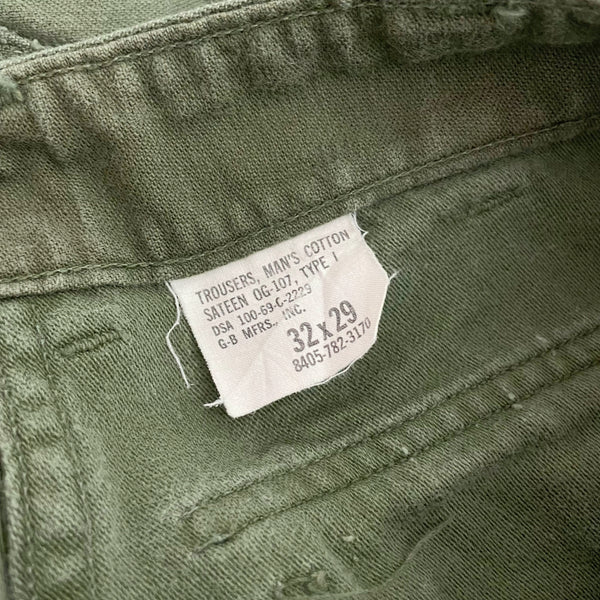 TROUSERS, MAN'S COTTON
SATEEN OG-107, TYPE I
DSA 100-69-C-2229
G-B MFRS., INC.
32 x 29
8405-782-3170